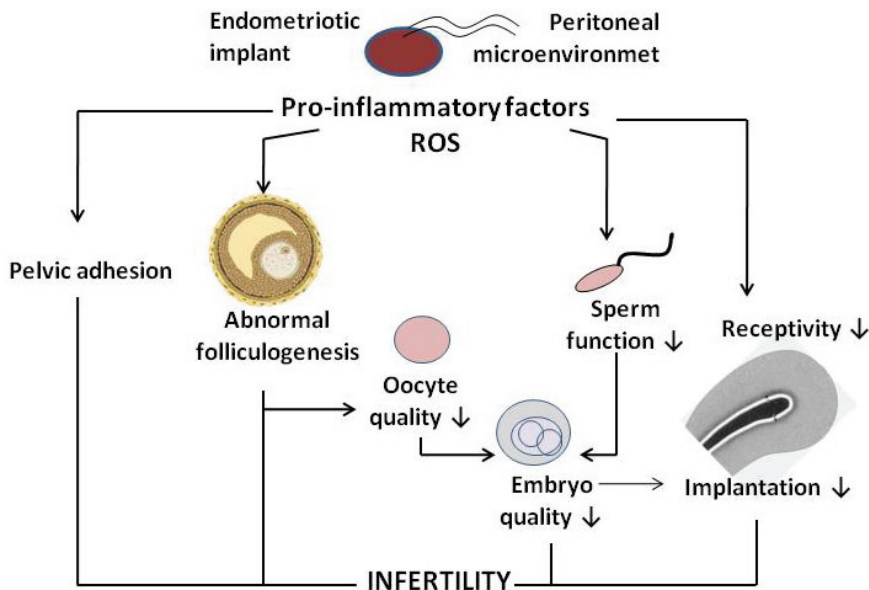 Endometriotic
implant
Peritoneal
microenvironmet
Pro-inflammatory factors
ROS
Pelvic adhesion
Abnormal
folliculogenesis
Sperm
function ↓
Receptivity ↓
Oocyte
quality ↓
Embryo
quality ↓
Implantation ↓
INFERTILITY